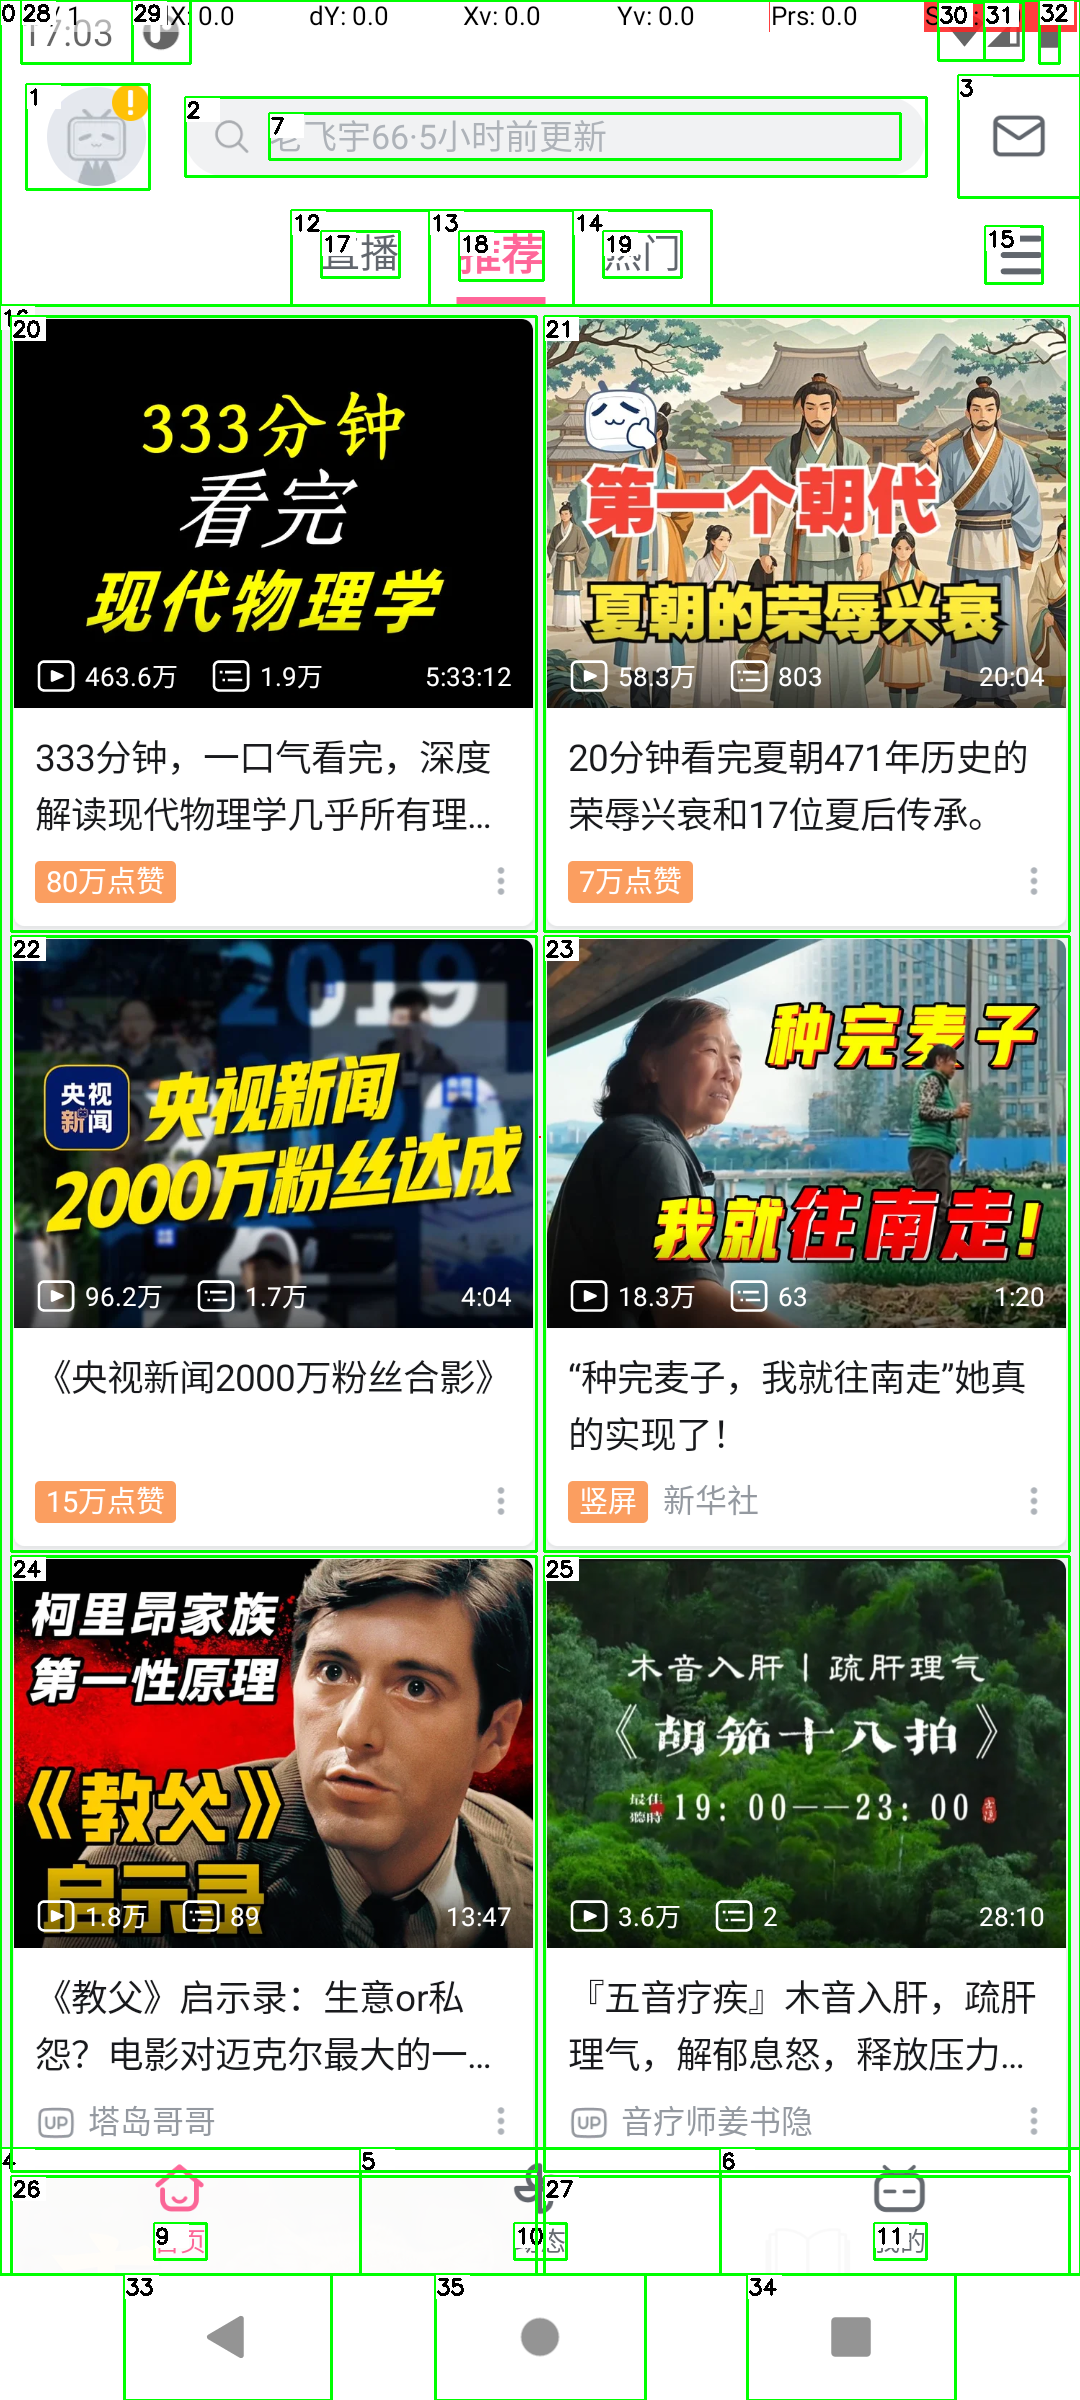 17:03
X: 0.0 dY: 0.0 Xv: 0.0 Yv: 0.0 Prs: 0.0
28 29 30 31 32
0
1
2
3
7
飞宇66·5小时前更新
12 13 14 15
17 直播 18 推荐 19 热门
20
333分钟
看完
现代物理学
463.6万 1.9万 5:33:12
333分钟，一口气看完，深度
解读现代物理学几乎所有理...
80万点赞
21
第一个朝代
夏朝的荣辱兴衰
58.3万 803 20:04
20分钟看完夏朝471年历史的
荣辱兴衰和17位夏后传承。
7万点赞
22
2019
央视
新闻
央视新闻
2000万粉丝达成
96.2万 1.7万 4:04
《央视新闻2000万粉丝合影》
15万点赞
23
种完麦子
我就往南走！
18.3万 63 1:20
“种完麦子，我就往南走”她真
的实现了！
竖屏 新华社
24
柯里昂家族
第一性原理
《教父》
启示录
1.8万 89 13:47
《教父》启示录：生意or私
怨？电影对迈克尔最大的一...
UP 塔岛哥哥
25
木音入肝 | 疏肝理气
《胡笳十八拍》
最佳
聽時
19：00——23：00
3.6万 2 28:10
『五音疗疾』木音入肝，疏肝
理气，解郁息怒，释放压力...
UP 音疗师姜书隐
4 5 6
26 27
9 页 10 态 11 的
33 35 34